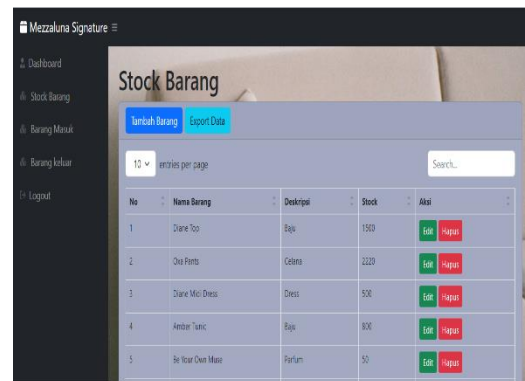 Mezzaluna Signature
Dashboard
Stock Barang
Barang Masuk
Barang keluar
Logout
Stock Barang
Tambah Barang Export Data
10 entries per page Search...
No Nama Barang Deskripsi Stock Aksi
1 Diane Top Baju 1500 Edit Hapus
2 Pants Celana 2220 Edit Hapus
3 Diane Midi Dress Dress 500 Edit Hapus
4 Amber Tunic Baju 800 Edit Hapus
5 Be Your Own Muse Parfum 50 Edit Hapus